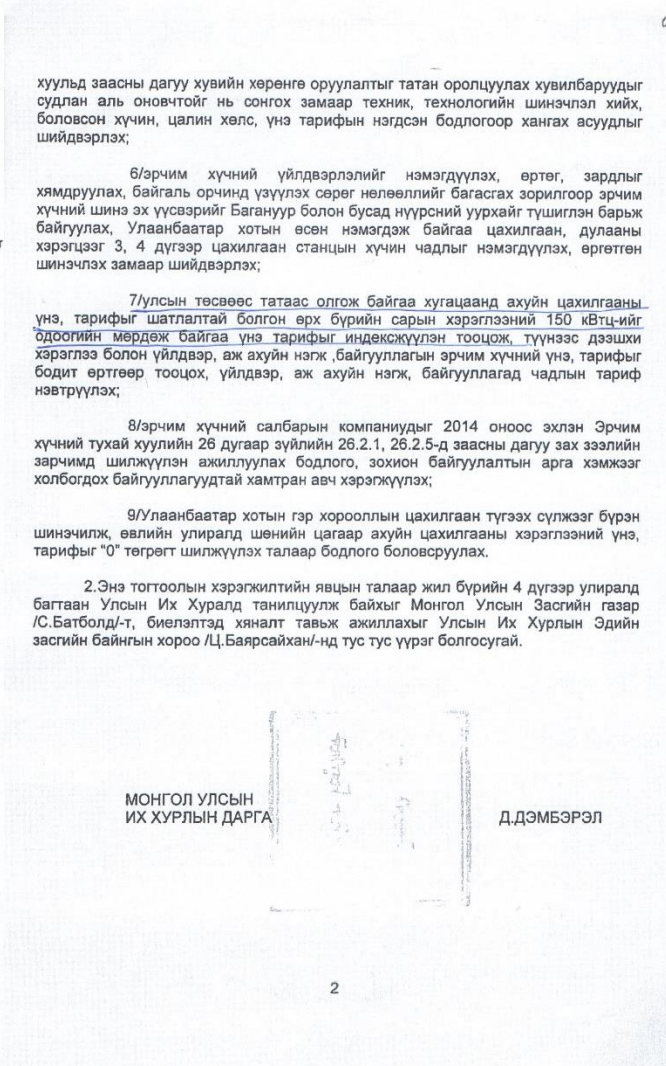 хуульд заасны дагуу хувийн хөрөнгө оруулалтыг татан оролцуулах хувилбаруудыг
судлан аль оновчтойг нь сонгох замаар техник, технологийн шинэчлэл хийх,
боловсон хүчин, цалин хөлс, үнэ тарифын нэгдсэн бодлогоор хангах асуудлыг
шийдвэрлэх;
6/эрчим хүчний үйлдвэрлэлийг нэмэгдүүлэх, өртөг, зардлыг
хямдруулах, байгаль орчинд үзүүлэх сөрөг нөлөөллийг багасгах зорилгоор эрчим
хүчний шинэ эх үүсвэрийг Багануур болон бусад нүүрсний уурхайг түшиглэн барьж
байгуулах, Улаанбаатар хотын өсөн нэмэгдэж байгаа цахилгаан, дулааны
хэрэгцээг 3, 4 дүгээр цахилгаан станцын хүчин чадлыг нэмэгдүүлэх, өргөтгөн
шинэчлэх замаар шийдвэрлэх;
7/улсын төсвөөс татаас олгож байгаа хугацаанд ахуйн цахилгааны
үнэ, тарифыг шатлалтай болгон өрх бүрийн сарын хэрэглээний 150 кВтц-ийг
одоогийн мөрдөж байгаа үнэ тарифыг индексжүүлэн тооцож, түүнээс дээшхи
хэрэглээ болон үйлдвэр, аж ахуйн нэгж ,байгууллагын эрчим хүчний үнэ, тарифыг
бодит өртгөөр тооцох, үйлдвэр, аж ахуйн нэгж, байгууллагад чадлын тариф
нэвтрүүлэх;
8/эрчим хүчний салбарын компаниудыг 2014 оноос эхлэн Эрчим
хүчний тухай хуулийн 26 дугаар зүйлийн 26.2.1, 26.2.5-д заасны дагуу зах зээлийн
зарчимд шилжүүлэн ажиллуулах бодлого, зохион байгуулалтын арга хэмжээг
холбогдох байгууллагуудтай хамтран авч хэрэгжүүлэх;
9/Улаанбаатар хотын гэр хорооллын цахилгаан түгээх сүлжээг бүрэн
шинэчилж, өвлийн улиралд шөнийн цагаар ахуйн цахилгааны хэрэглээний үнэ,
тарифыг "0" төгрөгт шилжүүлэх талаар бодлого боловсруулах.
2.Энэ тогтоолын хэрэгжилтийн явцын талаар жил бүрийн 4 дүгээр улиралд
багтаан Улсын Их Хуралд танилцуулж байхыг Монгол Улсын Засгийн газар
/С.Батболд/-т, биелэлтэд хяналт тавьж ажиллахыг Улсын Их Хурлын Эдийн
засгийн байнгын хороо /Ц.Баярсайхан/-нд тус тус үүрэг болгосугай.
МОНГОЛ УЛСЫН
ИХ ХУРЛЫН ДАРГА Д.ДЭМБЭРЭЛ
2